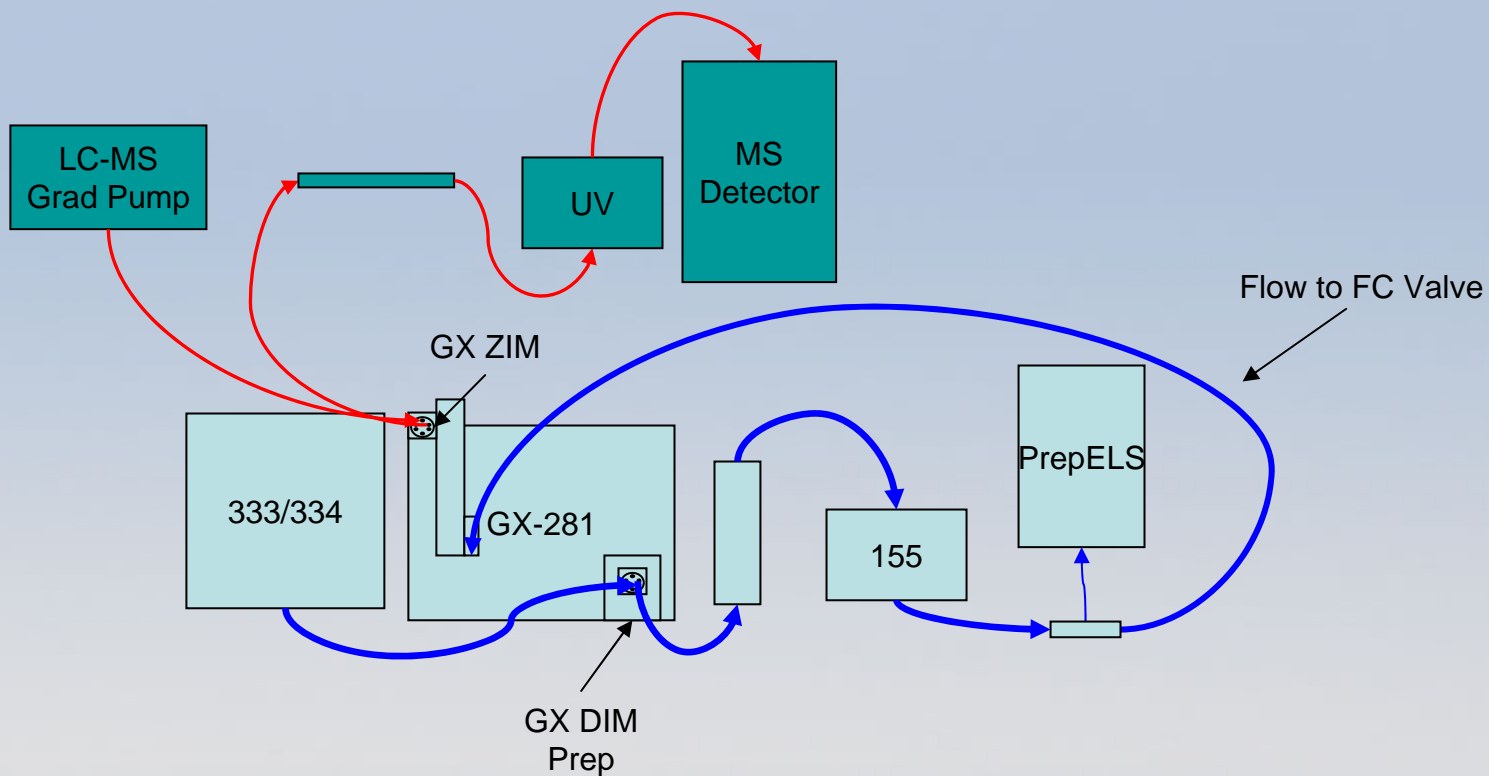 LC-MS
Grad Pump
UV
MS
Detector
Flow to FC Valve
GX ZIM
333/334
GX-281
155
PrepELS
GX DIM
Prep